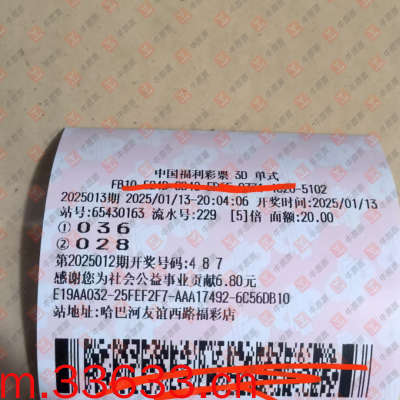 中国福利彩票 3D 单式
2025013期 2025/01/13-20:04:06 开奖时间:2025/01/13
站号:65430163 流水号:229 [5]倍 面额:20.00
①036
②028
第2025012期开奖号码:4 8 7
感谢您为社会公益事业贡献6.80元
E19AA032-25FEF2F7-AAA17492-6C56DB10
站地址:哈巴河友谊西路福彩店
m.33633.cn